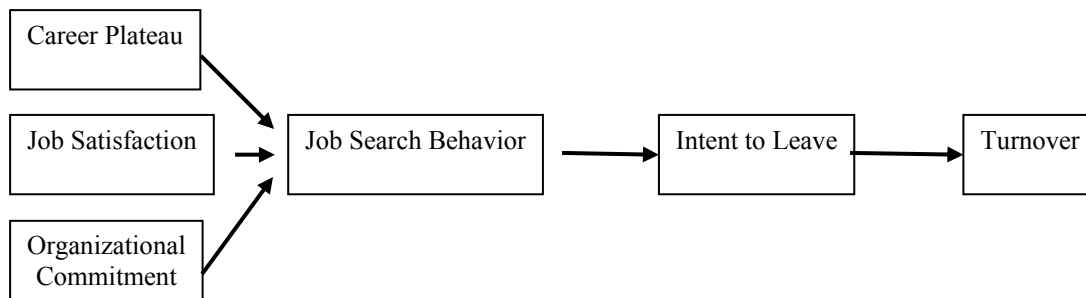 Career Plateau
Job Satisfaction
Job Search Behavior
Intent to Leave
Turnover
Organizational
Commitment